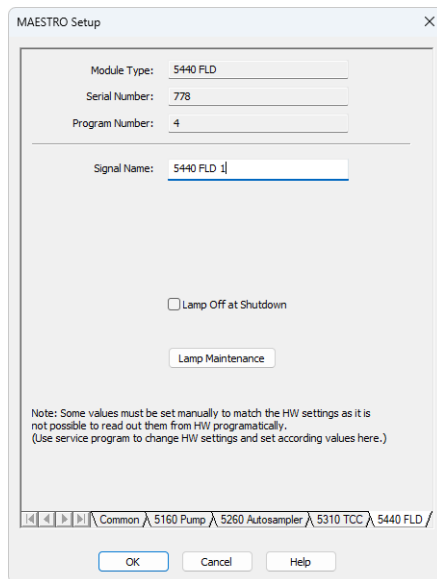 MAESTRO Setup
Module Type: 5440 FLD
Serial Number: 778
Program Number: 4
Signal Name: 5440 FLD 1
Lamp Off at Shutdown
Lamp Maintenance
Note: Some values must be set manually to match the HW settings as it is
not possible to read out them from HW programatically.
(Use service program to change HW settings and set according values here.)
Common 5160 Pump 5260 Autosampler 5310 TCC 5440 FLD
OK Cancel Help